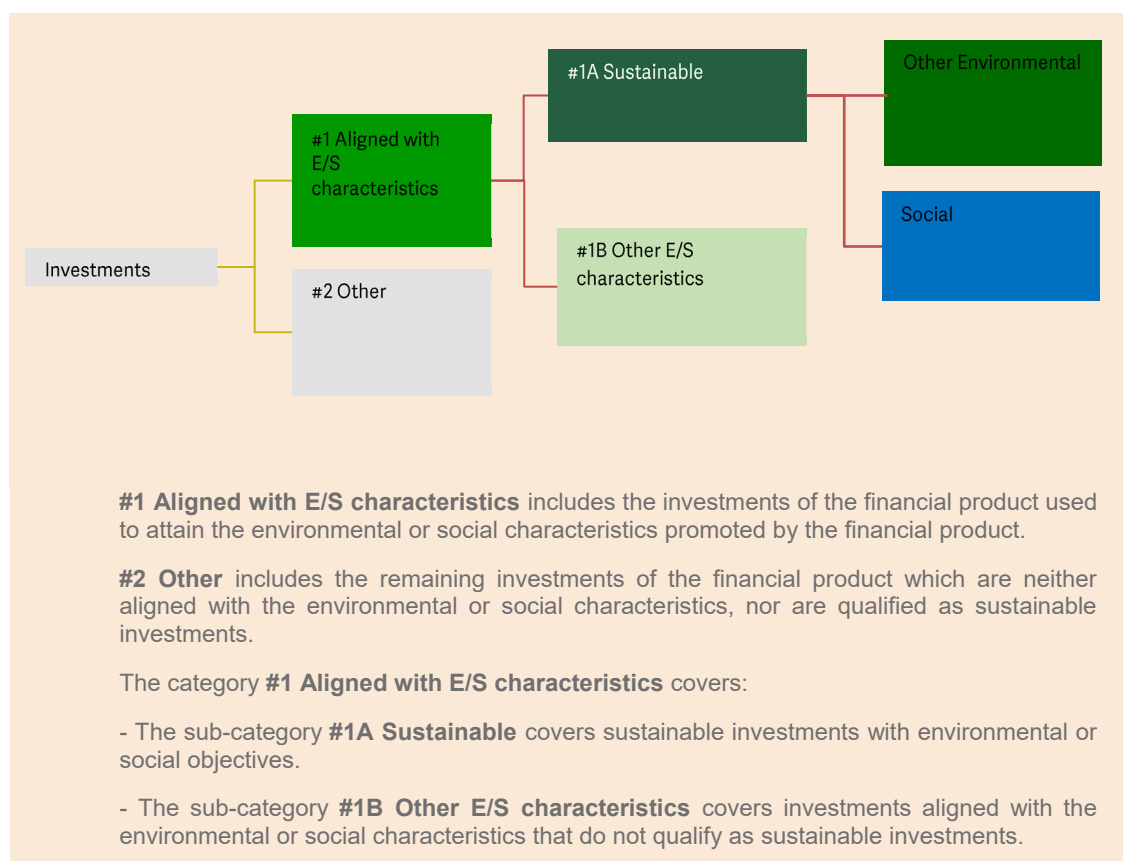 #1A Sustainable
Other Environmental
#1 Aligned with
E/S
characteristics
Social
#1B Other E/S
characteristics
Investments
#2 Other
#1 Aligned with E/S characteristics includes the investments of the financial product used
to attain the environmental or social characteristics promoted by the financial product.
#2 Other includes the remaining investments of the financial product which are neither
aligned with the environmental or social characteristics, nor are qualified as sustainable
investments.
The category #1 Aligned with E/S characteristics covers:
- The sub-category #1A Sustainable covers sustainable investments with environmental or
social objectives.
- The sub-category #1B Other E/S characteristics covers investments aligned with the
environmental or social characteristics that do not qualify as sustainable investments.